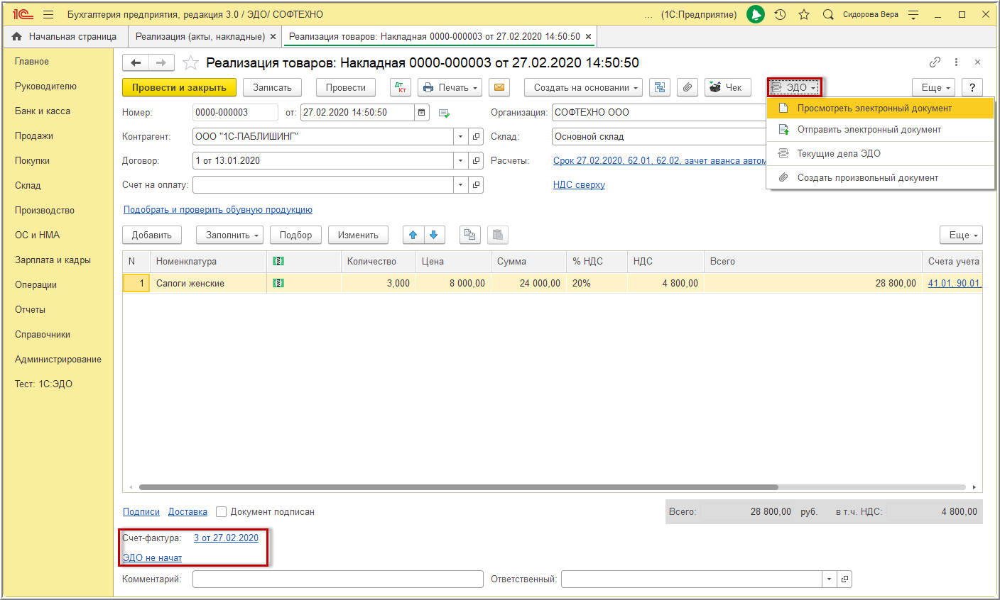 1С Бухгалтерия предприятия, редакция 3.0 / ЭДО/ СОФТЕХНО ... (1С:Предприятие) Сидорова Вера
Начальная страница Реализация (акты, накладные) × Реализация товаров: Накладная 0000-000003 от 27.02.2020 14:50:50 ×
Главное
Руководителю
Банк и касса
Продажи
Покупки
Склад
Производство
ОС и НМА
Зарплата и кадры
Операции
Отчеты
Справочники
Администрирование
Тест: 1С:ЭДО
Реализация товаров: Накладная 0000-000003 от 27.02.2020 14:50:50
Провести и закрыть Записать Провести Дт Кт Печать Создать на основании Чек ЭДО Еще ?
Номер: 0000-000003 от: 27.02.2020 14:50:50 Организация: СОФТЕХНО ООО
Контрагент: ООО "1С-ПАБЛИШИНГ" Склад: Основной склад
Договор: 1 от 13.01.2020 Расчеты: Срок 27.02.2020, 62.01, 62.02, зачет аванса автом
Счет на оплату: НДС сверху
Просмотреть электронный документ
Отправить электронный документ
Текущие дела ЭДО
Создать произвольный документ
Подобрать и проверить обувную продукцию
Добавить Заполнить Подбор Изменить Еще
N Номенклатура Количество Цена Сумма % НДС НДС Всего Счета учета
1 Сапоги женские 3,000 8 000,00 24 000,00 20% 4 800,00 28 800,00 41.01, 90.01.
Подписи Доставка Документ подписан Всего: 28 800,00 руб. в т.ч. НДС: 4 800,00
Счет-фактура: 3 от 27.02.2020
ЭДО не начат
Комментарий: Ответственный: